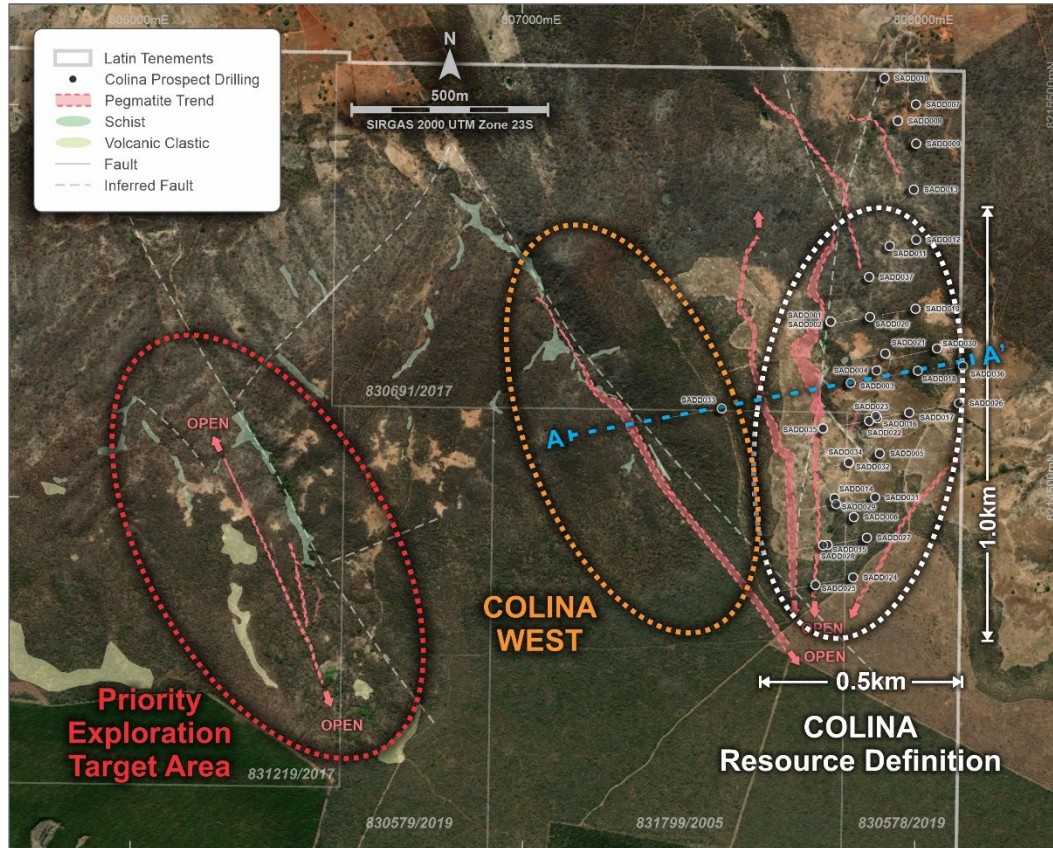 806000mE
807000mE
808000mE
8215500mN
Latin Tenements
Colina Prospect Drilling
Pegmatite Trend
Schist
Volcanic Clastic
Fault
Inferred Fault
N
500m
SIRGAS 2000 UTM Zone 23S
SADD010
SADD007
SADD008
SADD009
SADD013
SADD012
SADD011
SADD037
SADD019
SADD001
SADD002
SADD020
SADD030
SADD021
A'
SADD004
SADD018
SADD036
SADD003
830691/2017
SADD033
SADD026
SADD023
SADD017
SADD016
SADD022
SADD035
A
OPEN
SADD005
SADD034
SADD032
SADD014
SADD031
SADD029
SADD006
SADD027
SADD015
SADD028
SADD024
SADD025
1.0km
COLINA
WEST
OPEN
OPEN
0.5km
OPEN
Priority
Exploration
Target Area
COLINA
Resource Definition
831219/2017
830579/2019
831799/2005
830578/2019